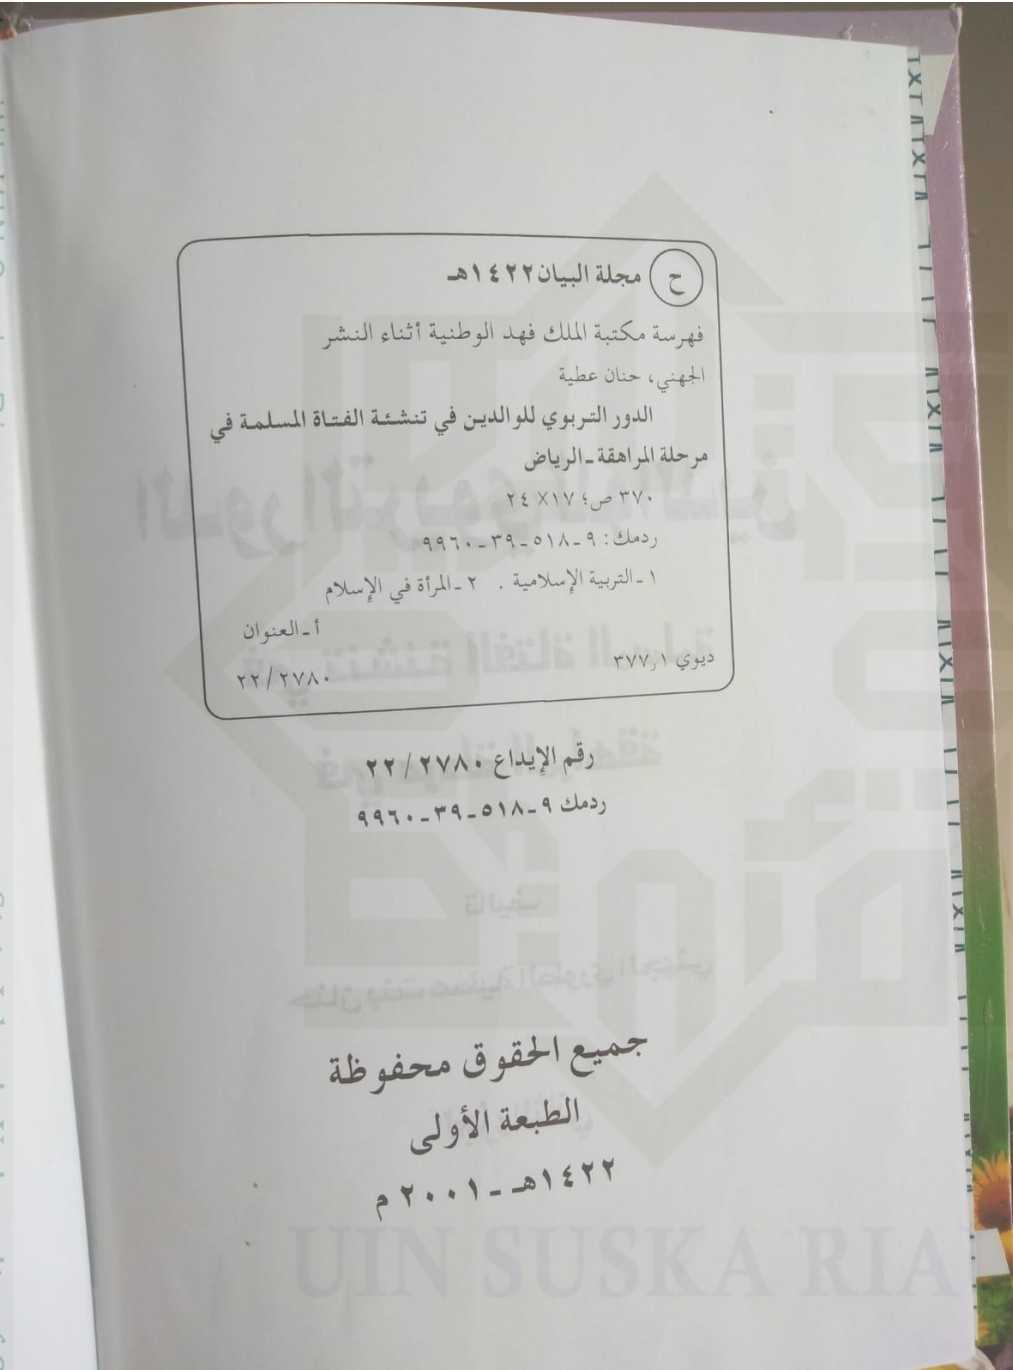 ح مجلة البيان ١٤٢٢هـ
فهرسة مكتبة الملك فهد الوطنية أثناء النشر
الجهني، حنان عطية
الدور التربوي للوالدين في تنشئة الفتاة المسلمة في
مرحلة المراهقة ـ الرياض
٣٧٠ ص؛ ١٧ × ٢٤
ردمك: ٩ ـ ٥١٨ ـ ٣٩ ـ ٩٩٦٠
١ ـ التربية الإسلامية . ٢ ـ المرأة في الإسلام
أ ـ العنوان
ديوي ٣٧٧٫١ ٢٢/٢٧٨٠
رقم الإيداع ٢٢/٢٧٨٠
ردمك ٩ ـ ٥١٨ ـ ٣٩ ـ ٩٩٦٠
جميع الحقوق محفوظة
الطبعة الأولى
١٤٢٢هـ ـ ٢٠٠١ م
UIN SUSKA RIA